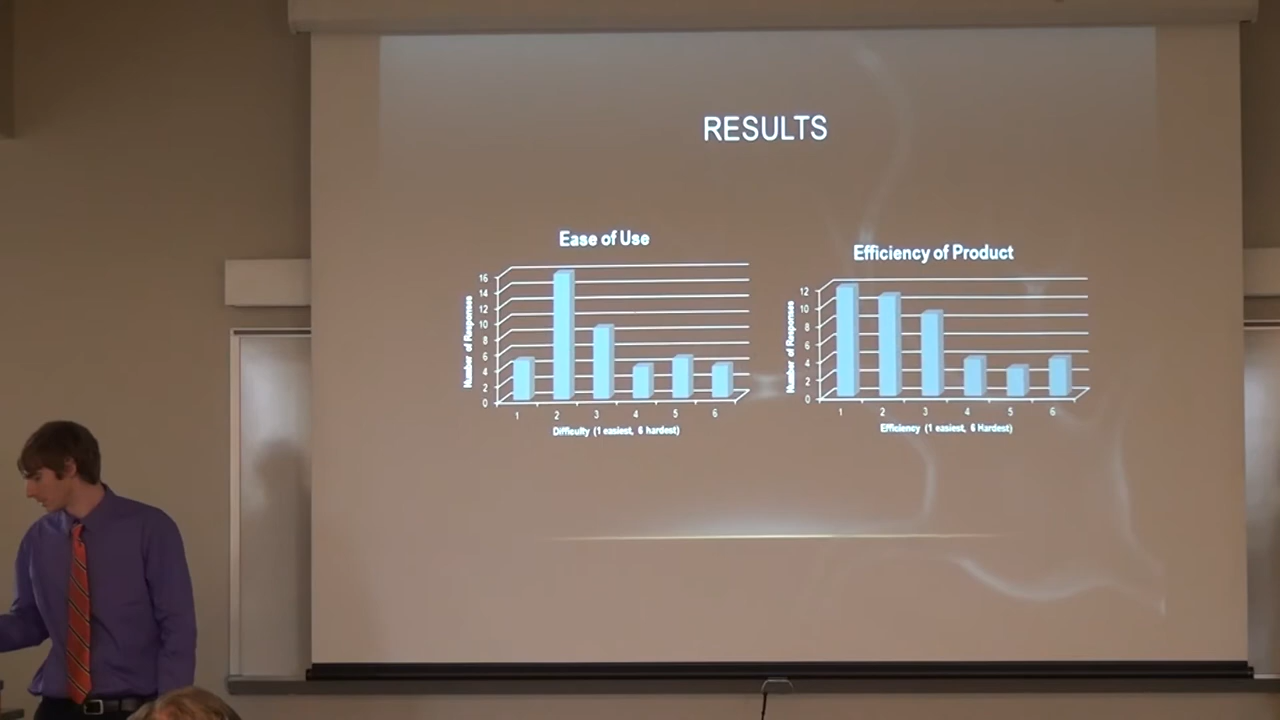 RESULTS
Ease of Use
Number of Responses
16
14
12
10
8
6
4
2
0
1 2 3 4 5 6
Difficulty (1 easiest, 6 hardest)
Efficiency of Product
Number of Responses
12
10
8
6
4
2
0
1 2 3 4 5 6
Efficiency (1 easiest, 6 Hardest)